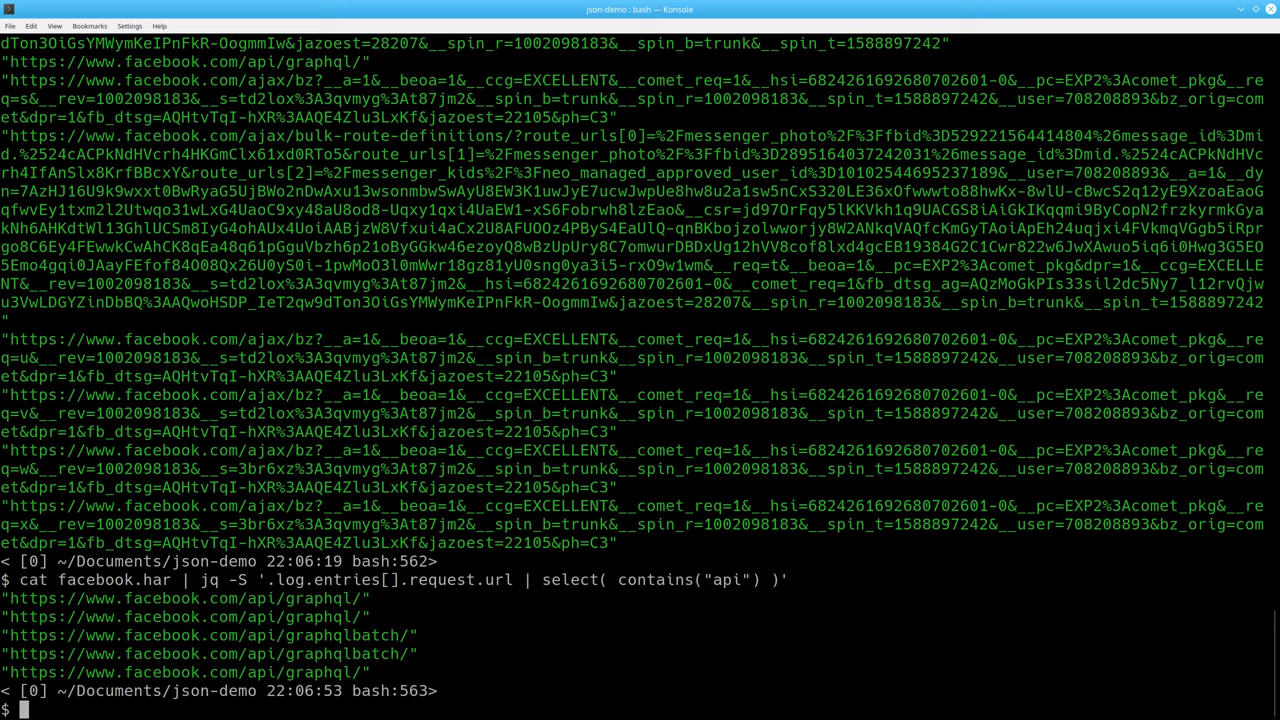 json-demo : bash — Konsole
File Edit View Bookmarks Settings Help
dTon3OiGsYMWymKeIPnFkR-OogmmIw&jazoest=28207&__spin_r=1002098183&__spin_b=trunk&__spin_t=1588897242"
"https://www.facebook.com/api/graphql/"
"https://www.facebook.com/ajax/bz?__a=1&__beoa=1&__ccg=EXCELLENT&__comet_req=1&__hsi=6824261692680702601-0&__pc=EXP2%3Acomet_pkg&__re
q=s&__rev=1002098183&__s=td2lox%3A3qvmyg%3At87jm2&__spin_b=trunk&__spin_r=1002098183&__spin_t=1588897242&__user=708208893&bz_orig=com
et&dpr=1&fb_dtsg=AQHtvTqI-hXR%3AAQE4Zlu3LxKf&jazoest=22105&ph=C3"
"https://www.facebook.com/ajax/bulk-route-definitions/?route_urls[0]=%2Fmessenger_photo%2F%3Ffbid%3D529221564414804%26message_id%3Dmi
d.%2524cACPkNdHVcrh4HKGmClx61xd0RTo5&route_urls[1]=%2Fmessenger_photo%2F%3Ffbid%3D2895164037242031%26message_id%3Dmid.%2524cACPkNdHVc
rh4IfAnSlx8KrfBBcxY&route_urls[2]=%2Fmessenger_kids%2F%3Fneo_managed_approved_user_id%3D10102544695237189&__user=708208893&__a=1&__dy
n=7AzHJ16U9k9wxxt0BwRyaG5UjBWo2nDwAxu13wsonmbwSwAyU8EW3K1uwJyE7ucwJwpUe8hw8u2a1sw5nCxS320LE36xOfwwwto88hwKx-8wlU-cBwcS2q12yE9XzoaEaoG
qfwvEy1txm2l2Utwqo31wLxG4UaoC9xy48aU8od8-Uqxy1qxi4UaEW1-xS6Fobrwh8lzEao&__csr=jd97OrFqy5lKKVkh1q9UACGS8iAiGkIKqqmi9ByCopN2frzkyrmkGya
kNh6AHKdtWl13GhlUCSm8IyG4ohAUx4UoiAABjzW8Vfxui4aCx2U8AFUOOz4PByS4EaUlQ-qnBKbojzolwworjy8W2ANkqVAQfcKmGyTAoiApEh24uqjxi4FVkmqVGgb5iRpr
go8C6Ey4FEwwkCwAhCK8qEa48q61pGguVbzh6p21oByGGkw46ezoyQ8wBzUpUry8C7omwurDBDxUg12hVV8cof8lxd4gcEB19384G2C1Cwr822w6JwXAwuo5iq6i0Hwg3G5EO
5Emo4gqi0JAayFEfof84O08Qx26U0yS0i-1pwMoO3l0mWwr18gz81yU0sng0ya3i5-rxO9w1wm&__req=t&__beoa=1&__pc=EXP2%3Acomet_pkg&dpr=1&__ccg=EXCELLE
NT&__rev=1002098183&__s=td2lox%3A3qvmyg%3At87jm2&__hsi=6824261692680702601-0&__comet_req=1&fb_dtsg_ag=AQzMoGkPIs33sil2dc5Ny7_l12rvQjw
u3VwLDGYZinDbBQ%3AAQwoHSDP_IeT2qw9dTon3OiGsYMWymKeIPnFkR-OogmmIw&jazoest=28207&__spin_r=1002098183&__spin_b=trunk&__spin_t=1588897242
"
"https://www.facebook.com/ajax/bz?__a=1&__beoa=1&__ccg=EXCELLENT&__comet_req=1&__hsi=6824261692680702601-0&__pc=EXP2%3Acomet_pkg&__re
q=u&__rev=1002098183&__s=td2lox%3A3qvmyg%3At87jm2&__spin_b=trunk&__spin_r=1002098183&__spin_t=1588897242&__user=708208893&bz_orig=com
et&dpr=1&fb_dtsg=AQHtvTqI-hXR%3AAQE4Zlu3LxKf&jazoest=22105&ph=C3"
"https://www.facebook.com/ajax/bz?__a=1&__beoa=1&__ccg=EXCELLENT&__comet_req=1&__hsi=6824261692680702601-0&__pc=EXP2%3Acomet_pkg&__re
q=v&__rev=1002098183&__s=td2lox%3A3qvmyg%3At87jm2&__spin_b=trunk&__spin_r=1002098183&__spin_t=1588897242&__user=708208893&bz_orig=com
et&dpr=1&fb_dtsg=AQHtvTqI-hXR%3AAQE4Zlu3LxKf&jazoest=22105&ph=C3"
"https://www.facebook.com/ajax/bz?__a=1&__beoa=1&__ccg=EXCELLENT&__comet_req=1&__hsi=6824261692680702601-0&__pc=EXP2%3Acomet_pkg&__re
q=w&__rev=1002098183&__s=3br6xz%3A3qvmyg%3At87jm2&__spin_b=trunk&__spin_r=1002098183&__spin_t=1588897242&__user=708208893&bz_orig=com
et&dpr=1&fb_dtsg=AQHtvTqI-hXR%3AAQE4Zlu3LxKf&jazoest=22105&ph=C3"
"https://www.facebook.com/ajax/bz?__a=1&__beoa=1&__ccg=EXCELLENT&__comet_req=1&__hsi=6824261692680702601-0&__pc=EXP2%3Acomet_pkg&__re
q=x&__rev=1002098183&__s=3br6xz%3A3qvmyg%3At87jm2&__spin_b=trunk&__spin_r=1002098183&__spin_t=1588897242&__user=708208893&bz_orig=com
et&dpr=1&fb_dtsg=AQHtvTqI-hXR%3AAQE4Zlu3LxKf&jazoest=22105&ph=C3"
< [0] ~/Documents/json-demo 22:06:19 bash:562>
$ cat facebook.har | jq -S '.log.entries[].request.url | select( contains("api") )'
"https://www.facebook.com/api/graphql/"
"https://www.facebook.com/api/graphql/"
"https://www.facebook.com/api/graphqlbatch/"
"https://www.facebook.com/api/graphqlbatch/"
"https://www.facebook.com/api/graphql/"
< [0] ~/Documents/json-demo 22:06:53 bash:563>
$